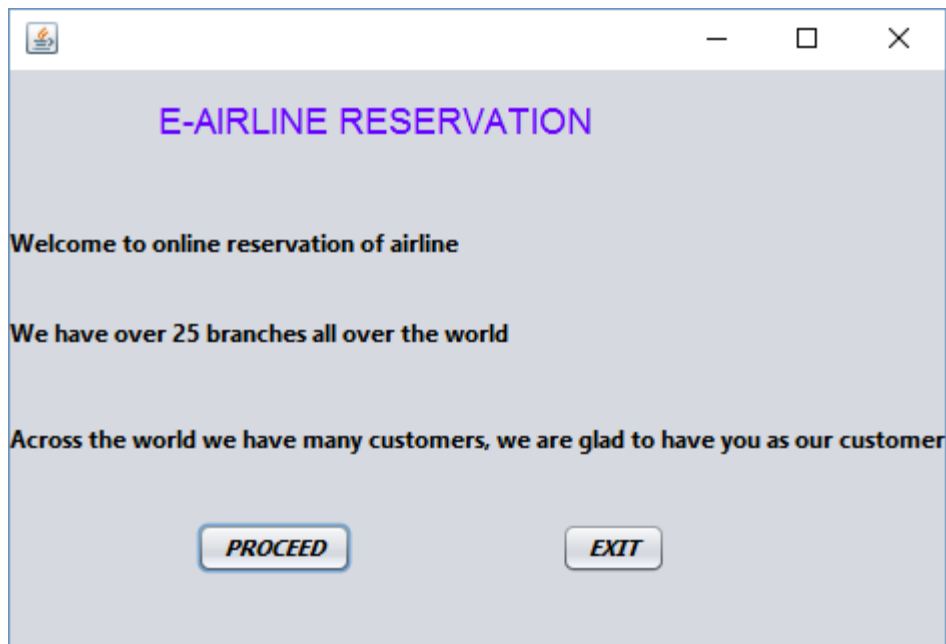 E-AIRLINE RESERVATION
Welcome to online reservation of airline
We have over 25 branches all over the world
Across the world we have many customers, we are glad to have you as our customer
PROCEED EXIT